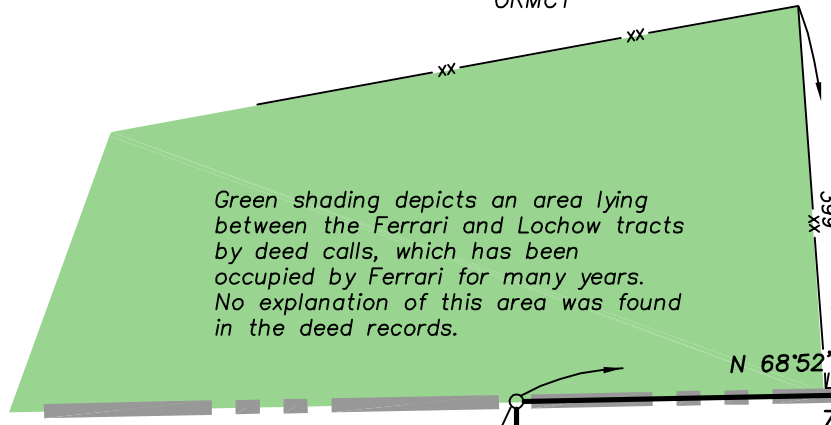 ORMCT
xx
xx
xx
399
Green shading depicts an area lying
between the Ferrari and Lochow tracts
by deed calls, which has been
occupied by Ferrari for many years.
No explanation of this area was found
in the deed records.
N 68°52'